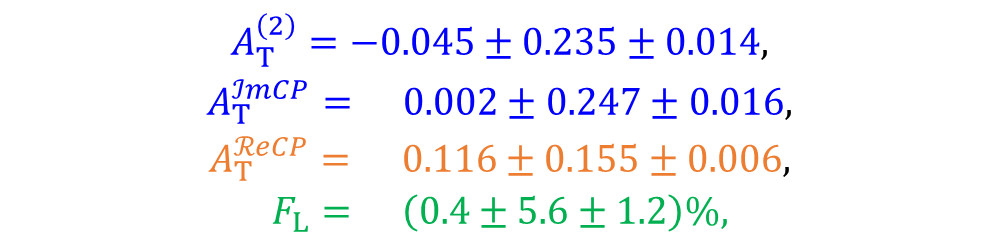 A_T^{(2)} = −0.045 ± 0.235 ± 0.014,
A_T^{ℐmCP} = 0.002 ± 0.247 ± 0.016,
A_T^{ℛeCP} = 0.116 ± 0.155 ± 0.006,
F_L = (0.4 ± 5.6 ± 1.2)%,